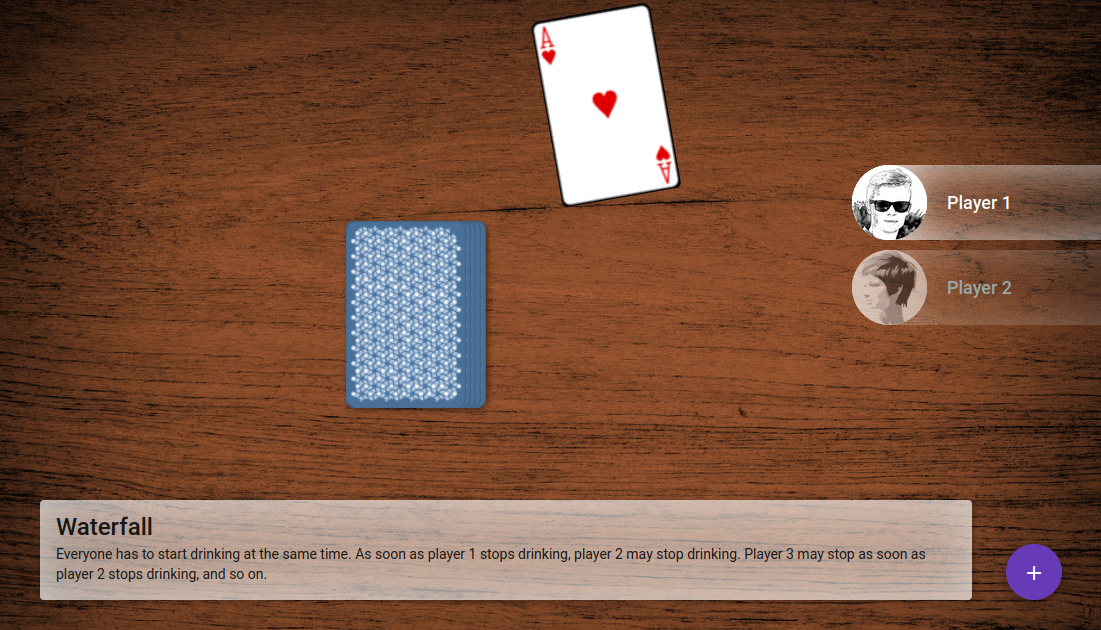 A
A
Player 1
Player 2
Waterfall
Everyone has to start drinking at the same time. As soon as player 1 stops drinking, player 2 may stop drinking. Player 3 may stop as soon as
player 2 stops drinking, and so on.
+